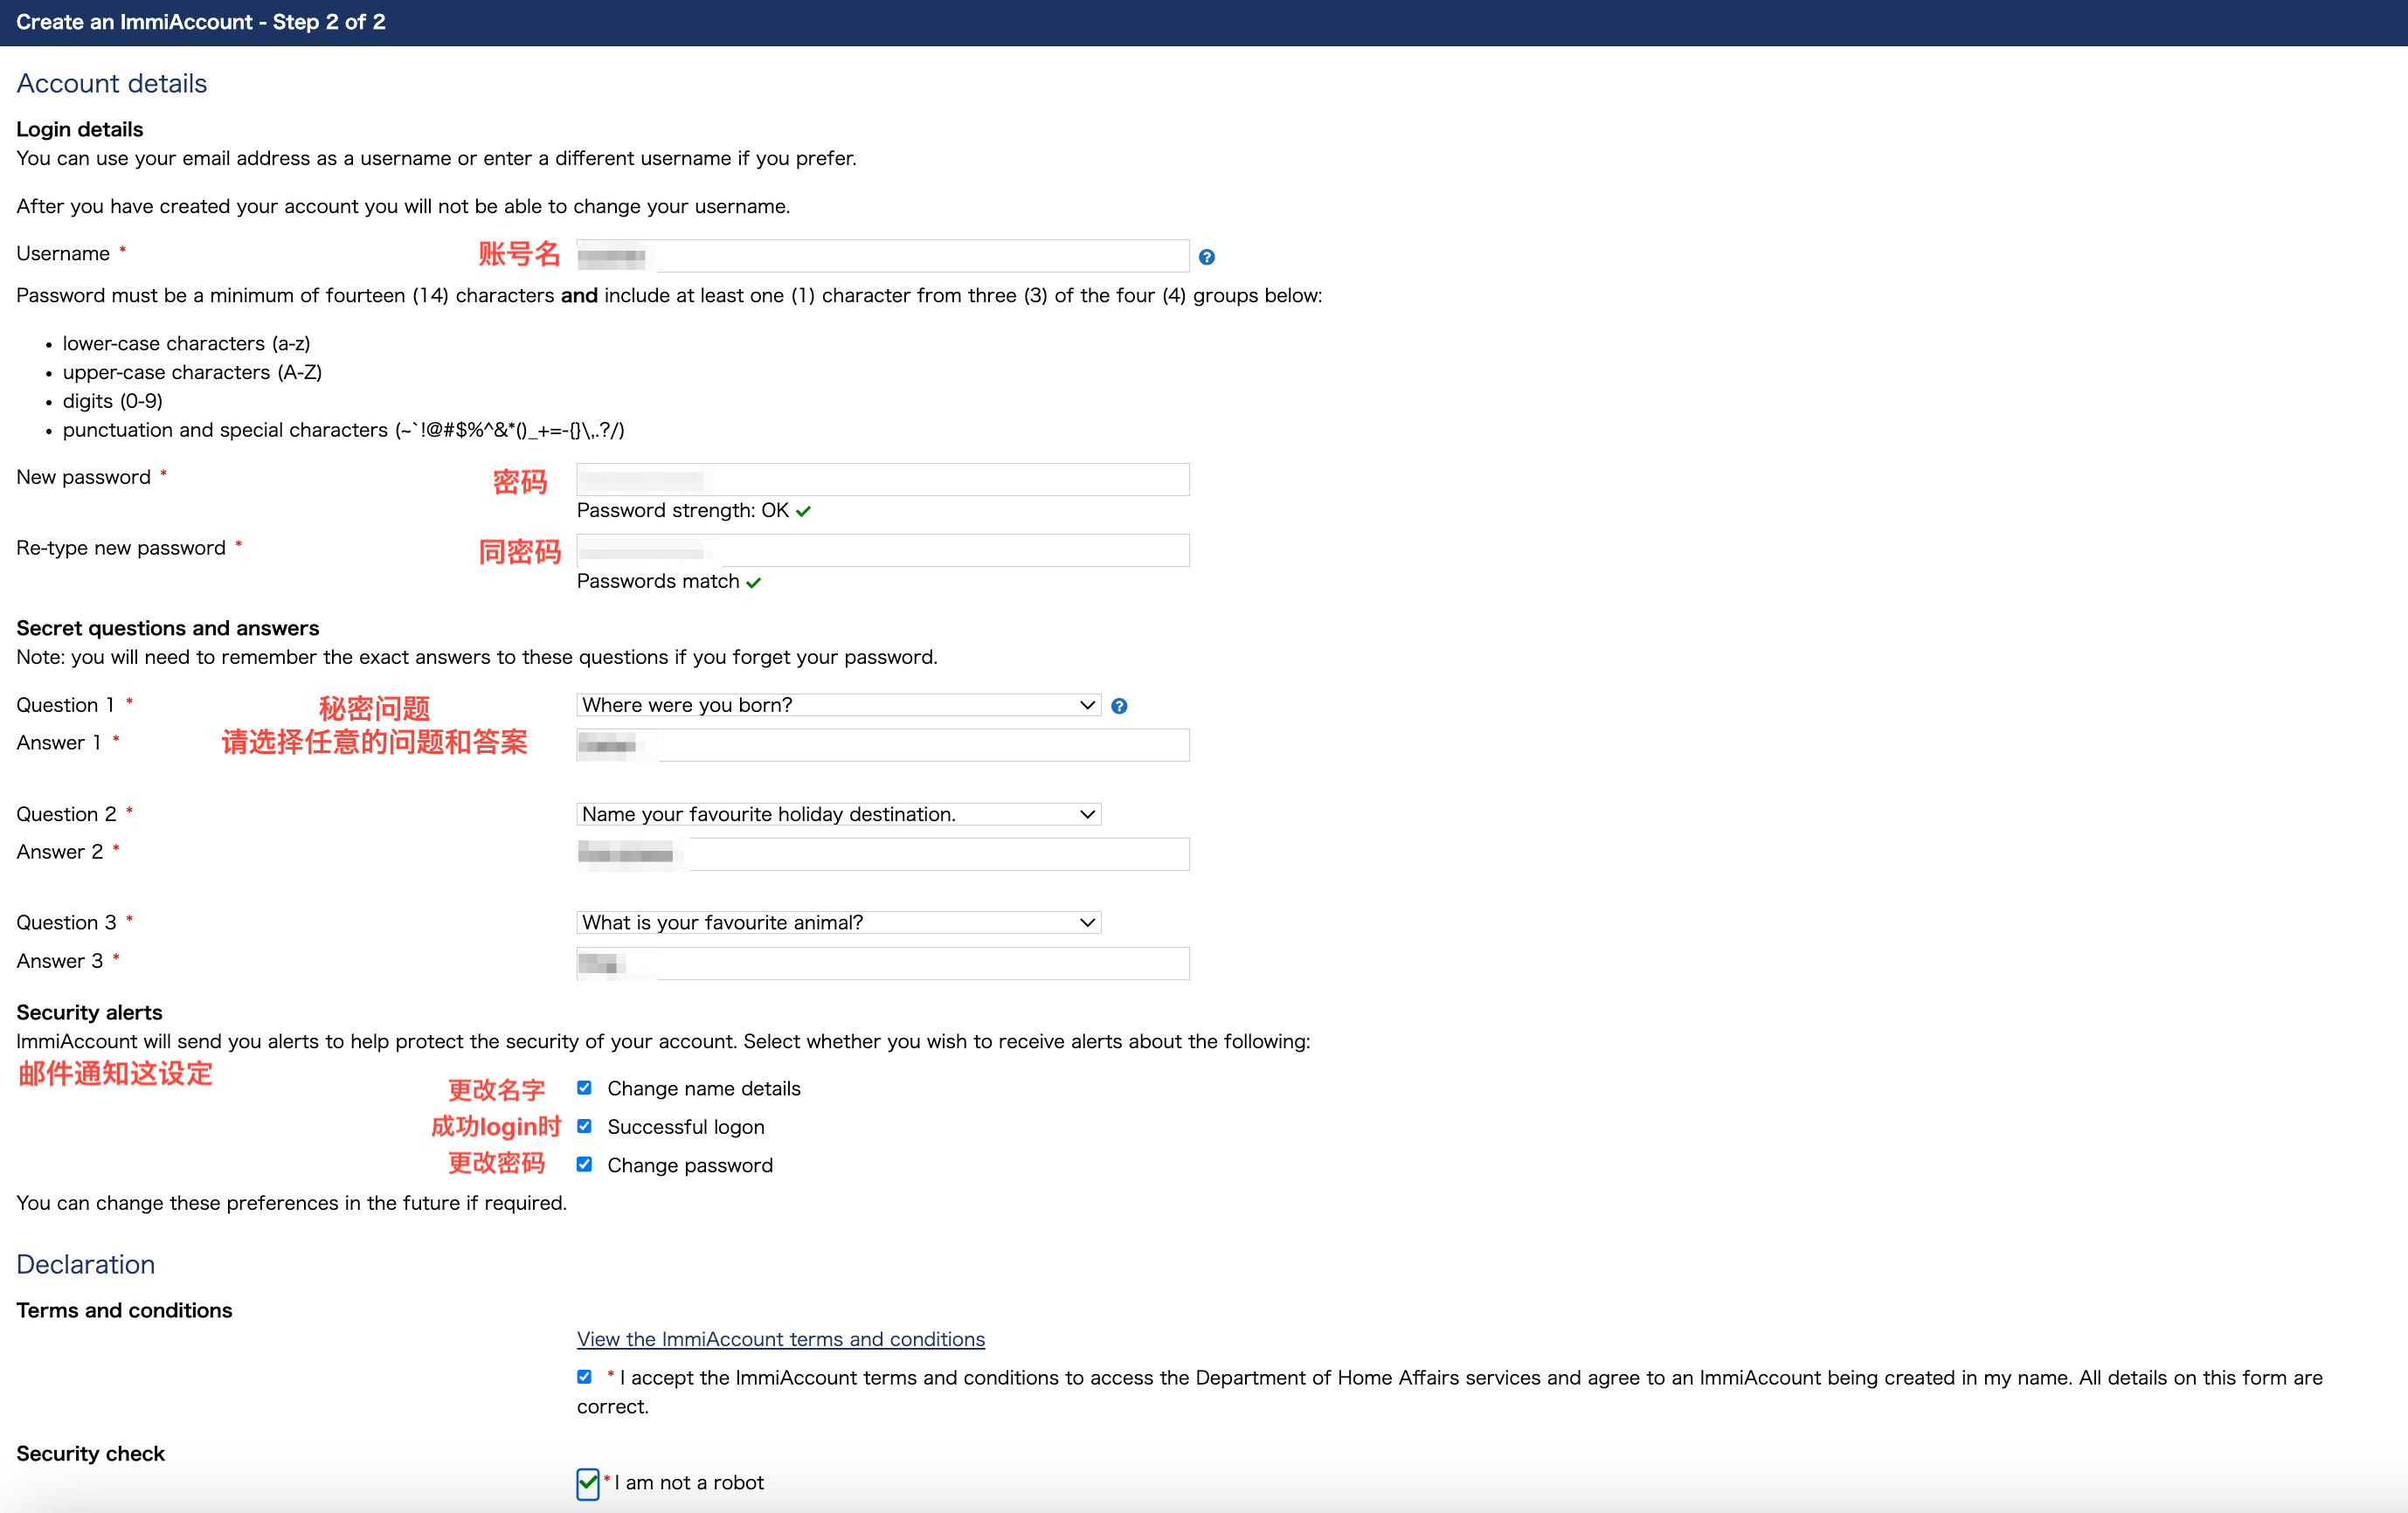 Create an ImmiAccount - Step 2 of 2
Account details
Login details
You can use your email address as a username or enter a different username if you prefer.
After you have created your account you will not be able to change your username.
Username * 账号名
Password must be a minimum of fourteen (14) characters and include at least one (1) character from three (3) of the four (4) groups below:
• lower-case characters (a-z)
• upper-case characters (A-Z)
• digits (0-9)
• punctuation and special characters (~`!@#$%^&*()_+=-{}\,.?/)
New password * 密码
Password strength: OK
Re-type new password * 同密码
Passwords match
Secret questions and answers
Note: you will need to remember the exact answers to these questions if you forget your password.
Question 1 * 秘密问题 Where were you born?
Answer 1 * 请选择任意的问题和答案
Question 2 * Name your favourite holiday destination.
Answer 2 *
Question 3 * What is your favourite animal?
Answer 3 *
Security alerts
ImmiAccount will send you alerts to help protect the security of your account. Select whether you wish to receive alerts about the following:
邮件通知这设定
更改名字 Change name details
成功login时 Successful logon
更改密码 Change password
You can change these preferences in the future if required.
Declaration
Terms and conditions
View the ImmiAccount terms and conditions
* I accept the ImmiAccount terms and conditions to access the Department of Home Affairs services and agree to an ImmiAccount being created in my name. All details on this form are
correct.
Security check
* I am not a robot